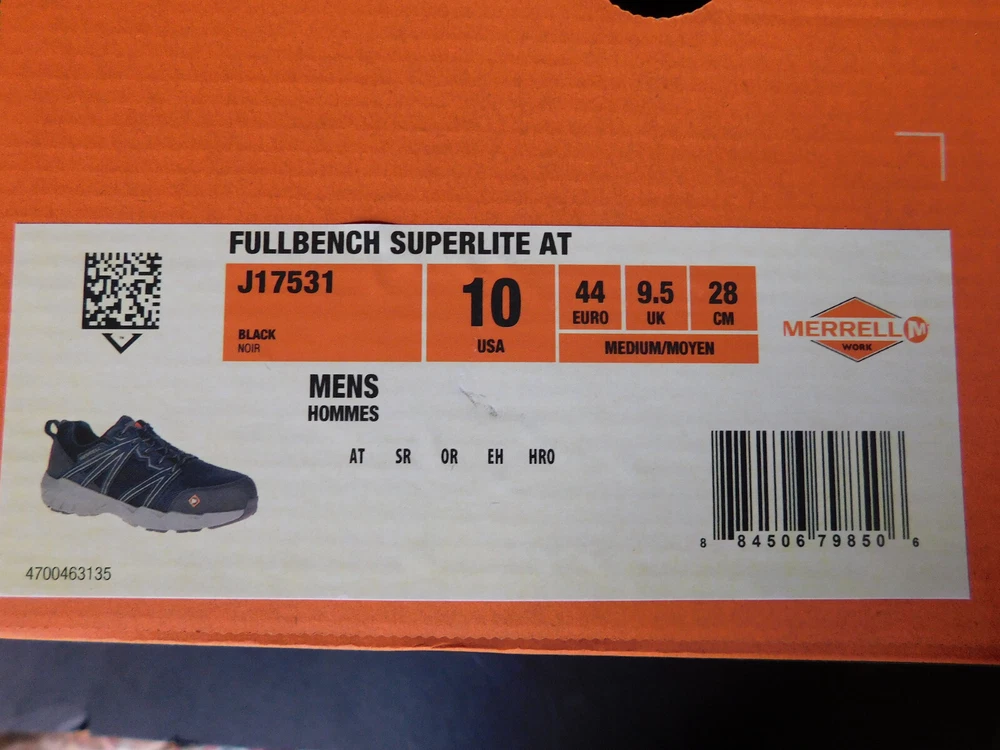 FULLBENCH SUPERLITE AT
J17531
BLACK
NOIR
10
USA
44
EURO
9.5
UK
28
CM
MEDIUM/MOYEN
MERRELL M
WORK
MENS
HOMMES
AT SR OR EH HRO
8 84506 79850 6
4700463135